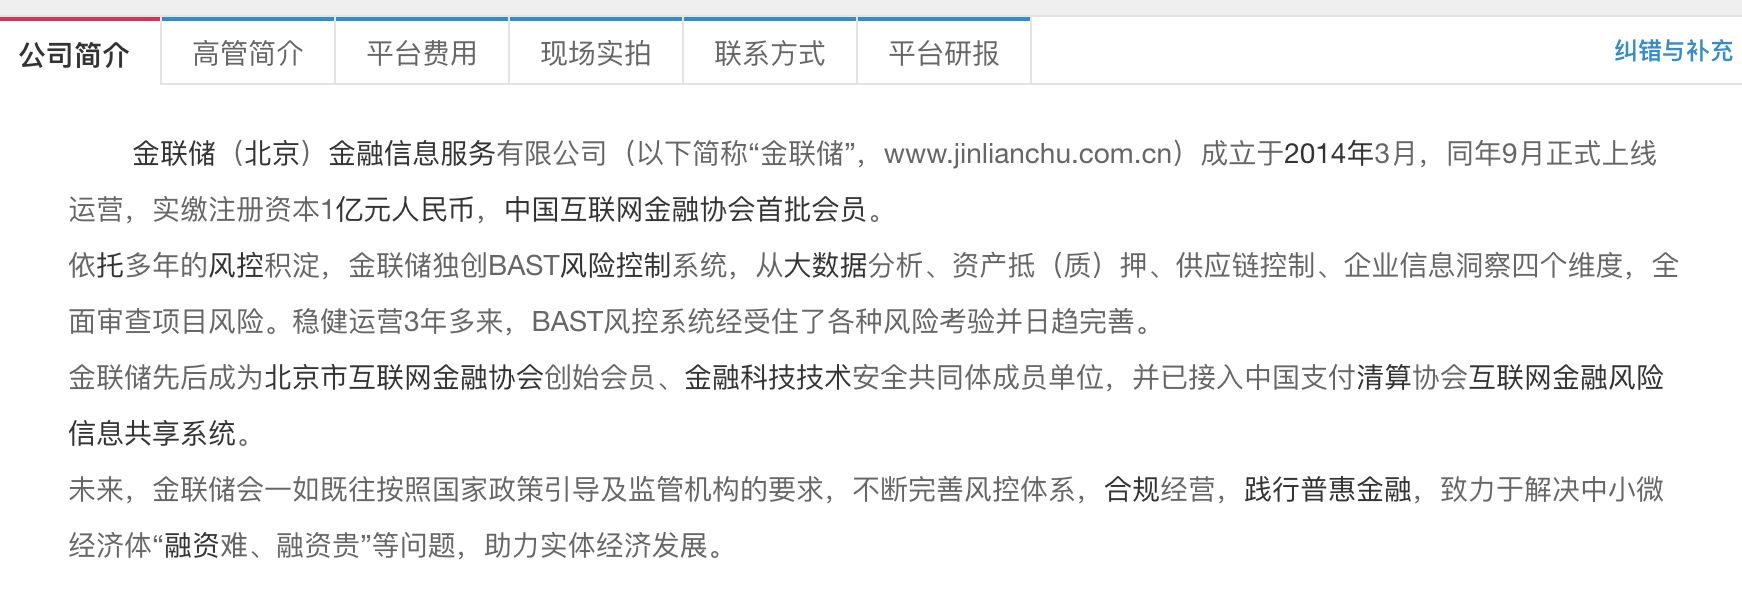 公司简介 高管简介 平台费用 现场实拍 联系方式 平台研报 纠错与补充
金联储（北京）金融信息服务有限公司（以下简称“金联储”，www.jinlianchu.com.cn）成立于2014年3月，同年9月正式上线
运营，实缴注册资本1亿元人民币，中国互联网金融协会首批会员。
依托多年的风控积淀，金联储独创BAST风险控制系统，从大数据分析、资产抵（质）押、供应链控制、企业信息洞察四个维度，全
面审查项目风险。稳健运营3年多来，BAST风控系统经受住了各种风险考验并日趋完善。
金联储先后成为北京市互联网金融协会创始会员、金融科技技术安全共同体成员单位，并已接入中国支付清算协会互联网金融风险
信息共享系统。
未来，金联储会一如既往按照国家政策引导及监管机构的要求，不断完善风控体系，合规经营，践行普惠金融，致力于解决中小微
经济体“融资难、融资贵”等问题，助力实体经济发展。